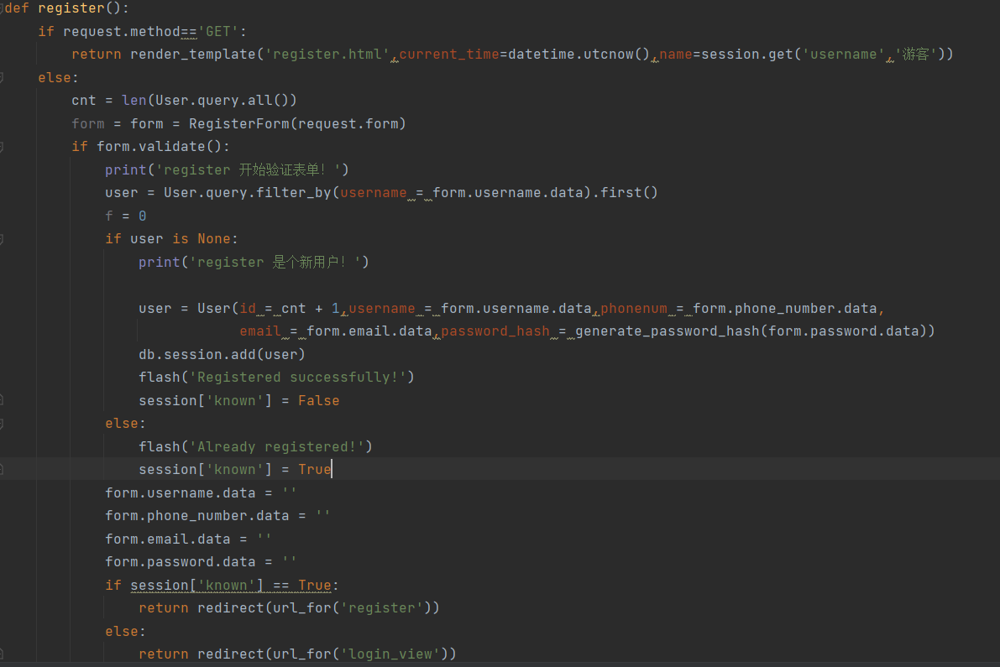 def register():
    if request.method=='GET':
        return render_template('register.html',current_time=datetime.utcnow(),name=session.get('username','游客'))
    else:
        cnt = len(User.query.all())
        form = form = RegisterForm(request.form)
        if form.validate():
            print('register 开始验证表单！')
            user = User.query.filter_by(username = form.username.data).first()
            f = 0
            if user is None:
                print('register 是个新用户！')

                user = User(id = cnt + 1,username = form.username.data,phonenum = form.phone_number.data,
                            email = form.email.data,password_hash = generate_password_hash(form.password.data))
                db.session.add(user)
                flash('Registered successfully!')
                session['known'] = False
            else:
                flash('Already registered!')
                session['known'] = True
            form.username.data = ''
            form.phone_number.data = ''
            form.email.data = ''
            form.password.data = ''
            if session['known'] == True:
                return redirect(url_for('register'))
            else:
                return redirect(url_for('login_view'))